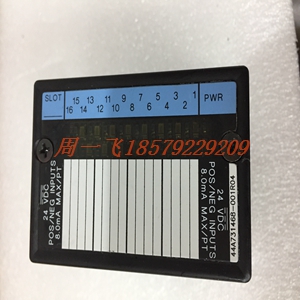 SLOT 15 13 11 9 7 5 3 1 PWR
16 14 12 10 8 6 4 2
周一飞18579229209
24 VDC
POS/NEG INPUTS
8.0mA MAX/PT
24 VDC
POS/NEG INPUTS
8.0mA MAX/PT
44A731468-001R04